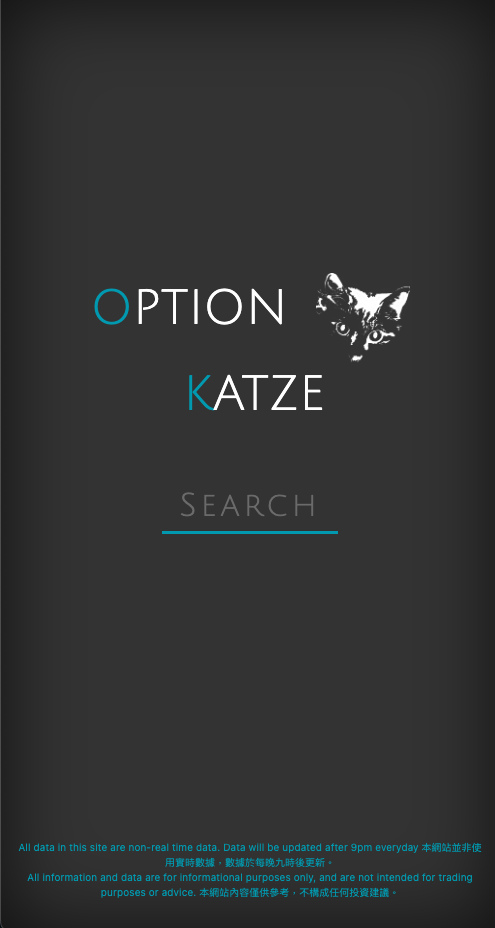 OPTION
KATZE
SEARCH
All data in this site are non-real time data. Data will be updated after 9pm everyday 本網站並非使
用實時數據，數據於每晚九時後更新。
All information and data are for informational purposes only, and are not intended for trading
purposes or advice. 本網站內容僅供參考，不構成任何投資建議。